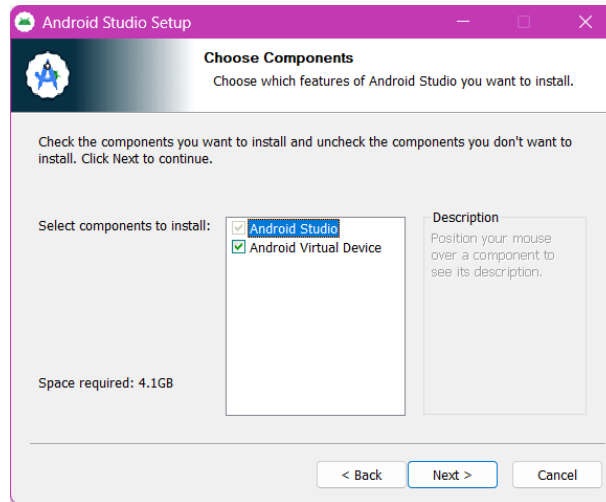 Android Studio Setup
Choose Components
Choose which features of Android Studio you want to install.
Check the components you want to install and uncheck the components you don't want to
install. Click Next to continue.
Select components to install:
Android Studio
Android Virtual Device
Description
Position your mouse
over a component to
see its description.
Space required: 4.1GB
< Back
Next >
Cancel